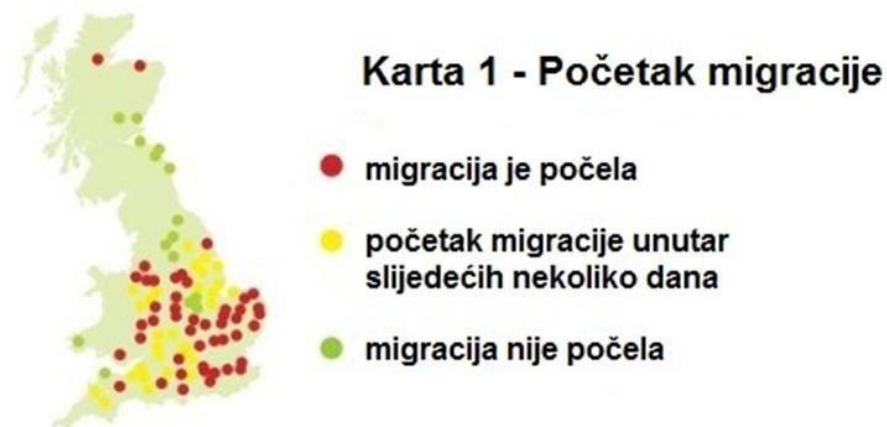 Karta 1 - Početak migracije
migracija je počela
početak migracije unutar
slijedećih nekoliko dana
migracija nije počela